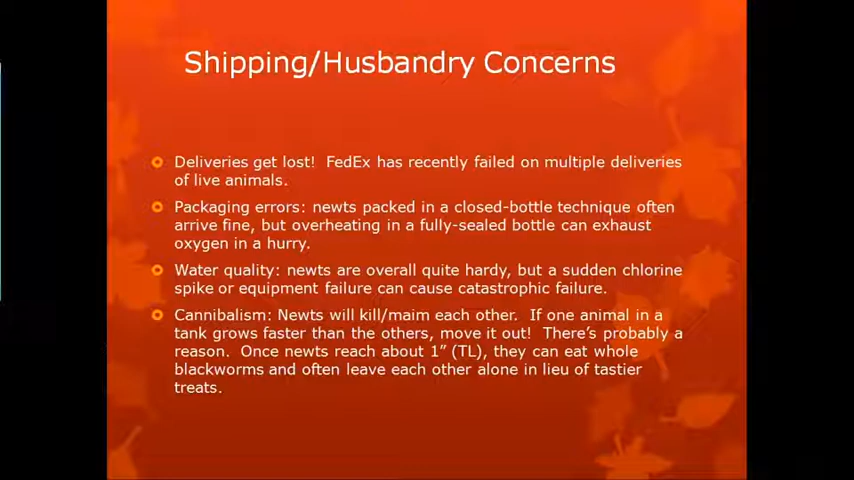 Shipping/Husbandry Concerns
Deliveries get lost!  FedEx has recently failed on multiple deliveries
of live animals.
Packaging errors: newts packed in a closed-bottle technique often
arrive fine, but overheating in a fully-sealed bottle can exhaust
oxygen in a hurry.
Water quality: newts are overall quite hardy, but a sudden chlorine
spike or equipment failure can cause catastrophic failure.
Cannibalism: Newts will kill/maim each other.  If one animal in a
tank grows faster than the others, move it out!  There’s probably a
reason.  Once newts reach about 1” (TL), they can eat whole
blackworms and often leave each other alone in lieu of tastier
treats.